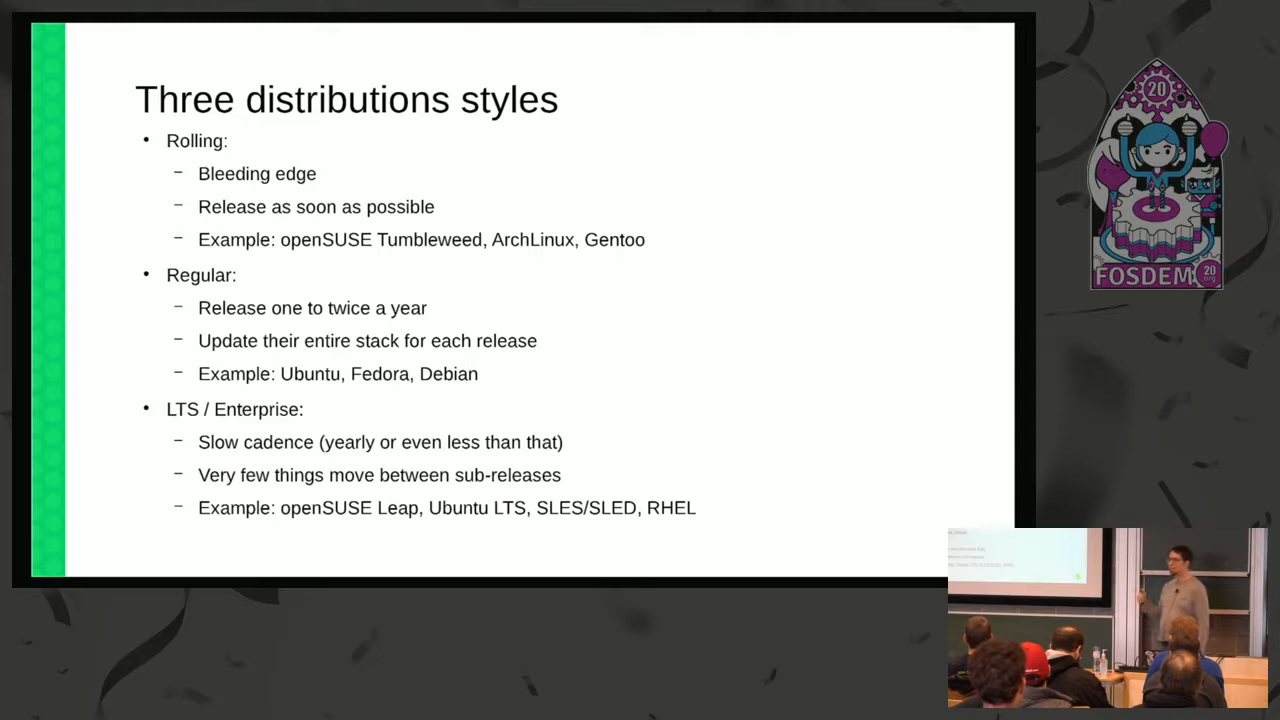 Three distributions styles
• Rolling:
– Bleeding edge
– Release as soon as possible
– Example: openSUSE Tumbleweed, ArchLinux, Gentoo
• Regular:
– Release one to twice a year
– Update their entire stack for each release
– Example: Ubuntu, Fedora, Debian
• LTS / Enterprise:
– Slow cadence (yearly or even less than that)
– Very few things move between sub-releases
– Example: openSUSE Leap, Ubuntu LTS, SLES/SLED, RHEL
20
FOSDEM 20
.org